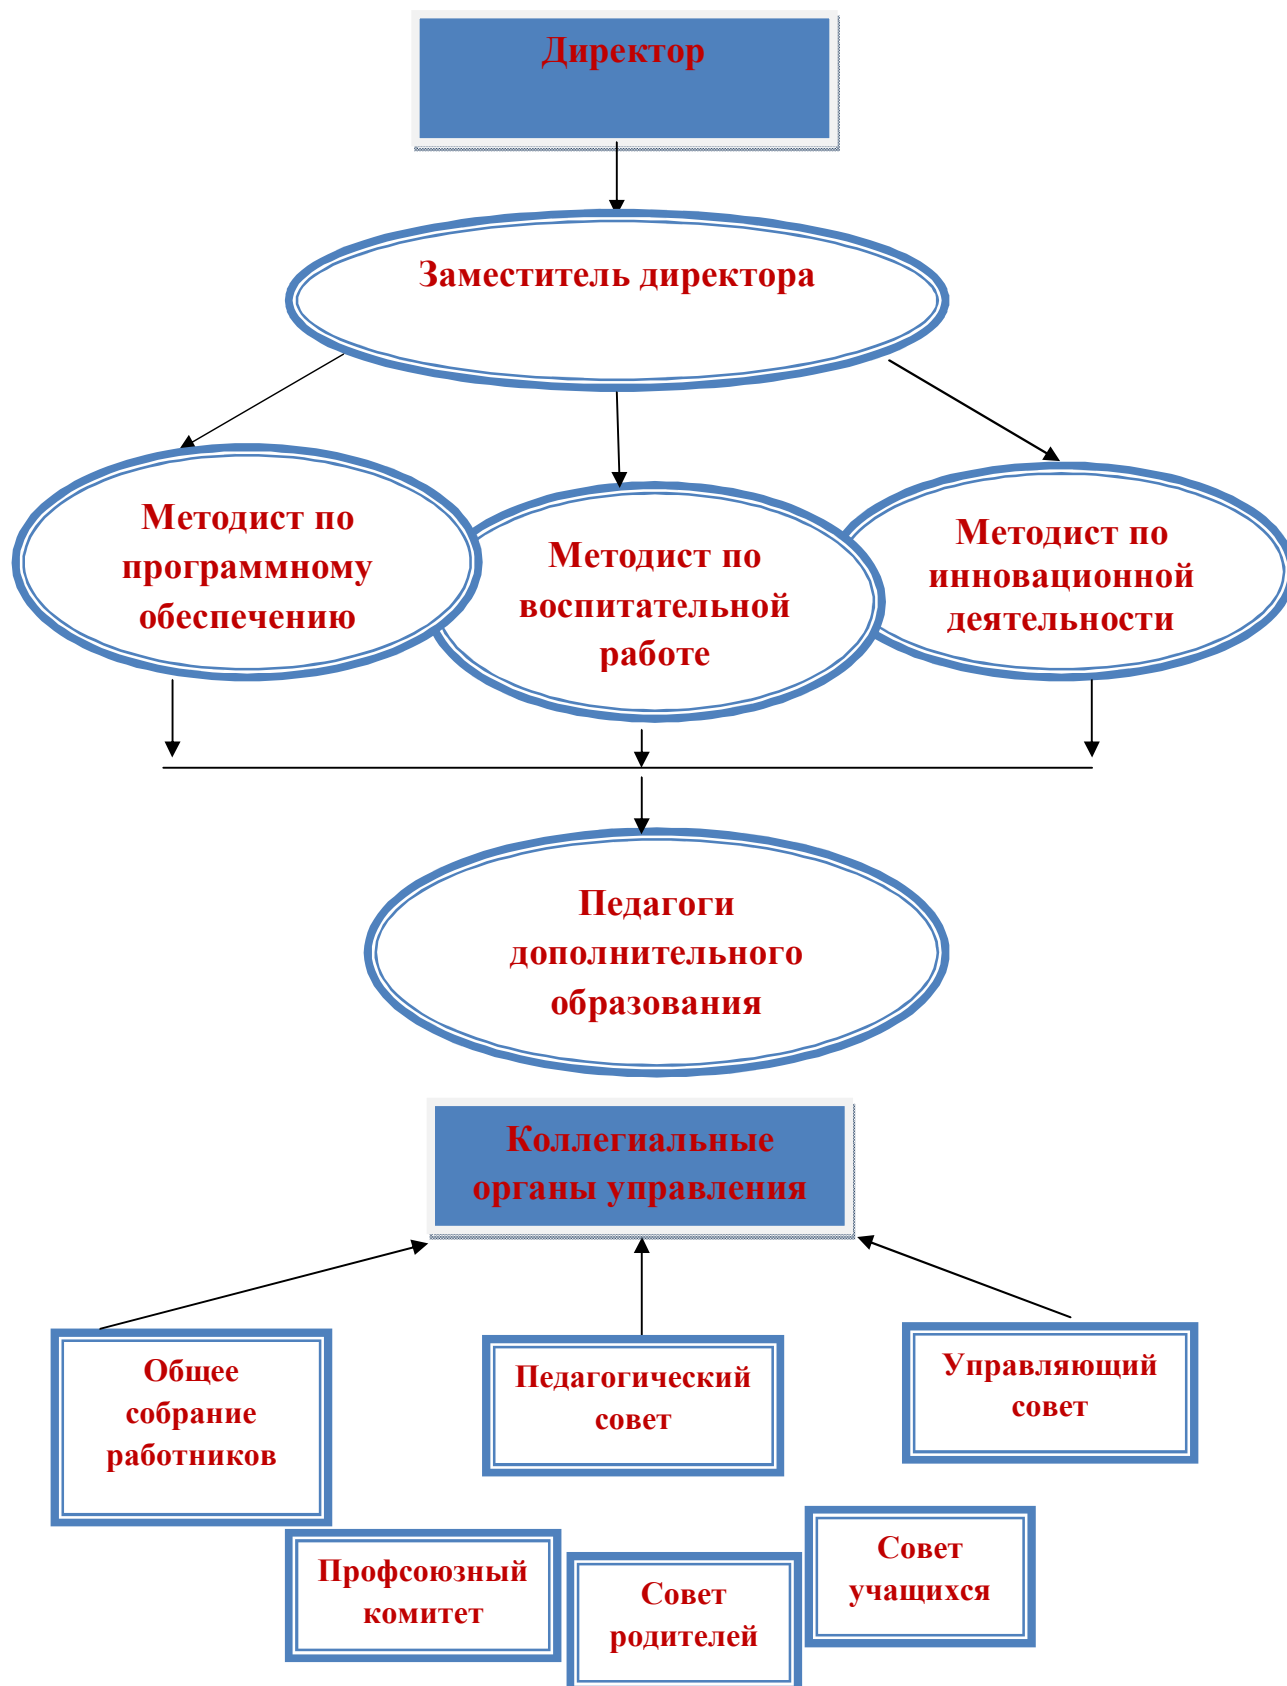 Директор
Заместитель директора
Методист по
программному
обеспечению
Методист по
воспитательной
работе
Методист по
инновационной
деятельности
Педагоги
дополнительного
образования
Коллегиальные
органы управления
Общее
собрание
работников
Педагогический
совет
Управляющий
совет
Профсоюзный
комитет
Совет
родителей
Совет
учащихся